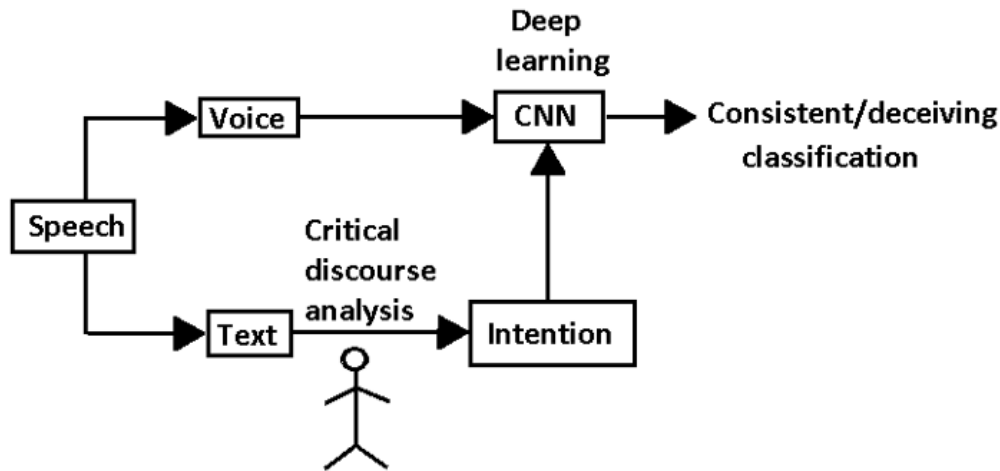 Deep
learning
Voice
CNN
Consistent/deceiving
classification
Speech
Critical
discourse
analysis
Text
Intention